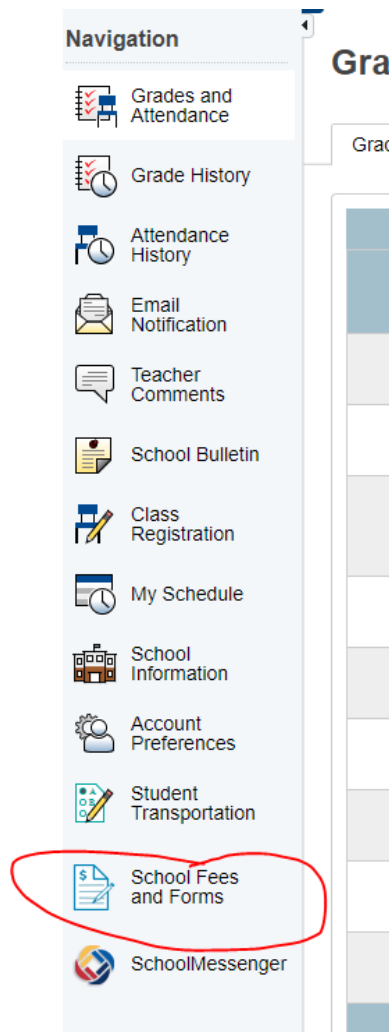 Navigation
Gra
Grades and
Attendance
Grad
Grade History
Attendance
History
Email
Notification
Teacher
Comments
School Bulletin
Class
Registration
My Schedule
School
Information
Account
Preferences
Student
Transportation
School Fees
and Forms
SchoolMessenger